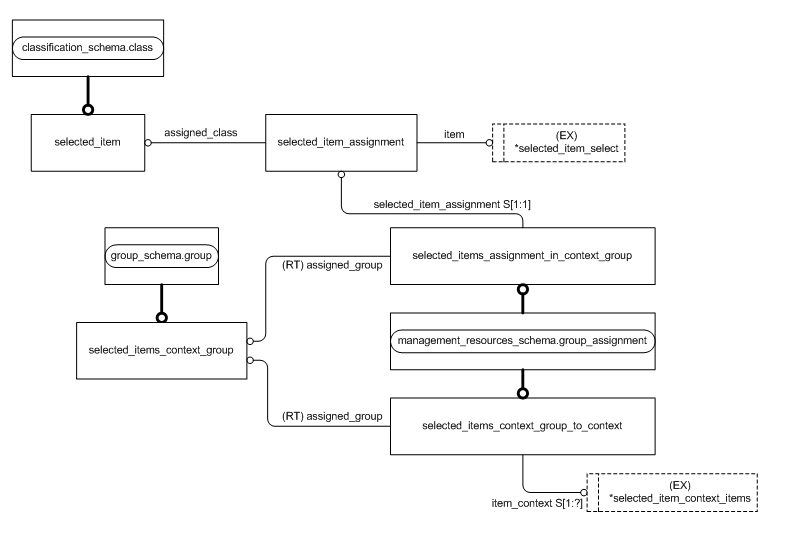 classification_schema.class
selected_item
assigned_class
selected_item_assignment
item
(EX)
*selected_item_select
selected_item_assignment S[1:1]
group_schema.group
(RT) assigned_group
selected_items_assignment_in_context_group
selected_items_context_group
management_resources_schema.group_assignment
(RT) assigned_group
selected_items_context_group_to_context
item_context S[1:?]
(EX)
*selected_item_context_items